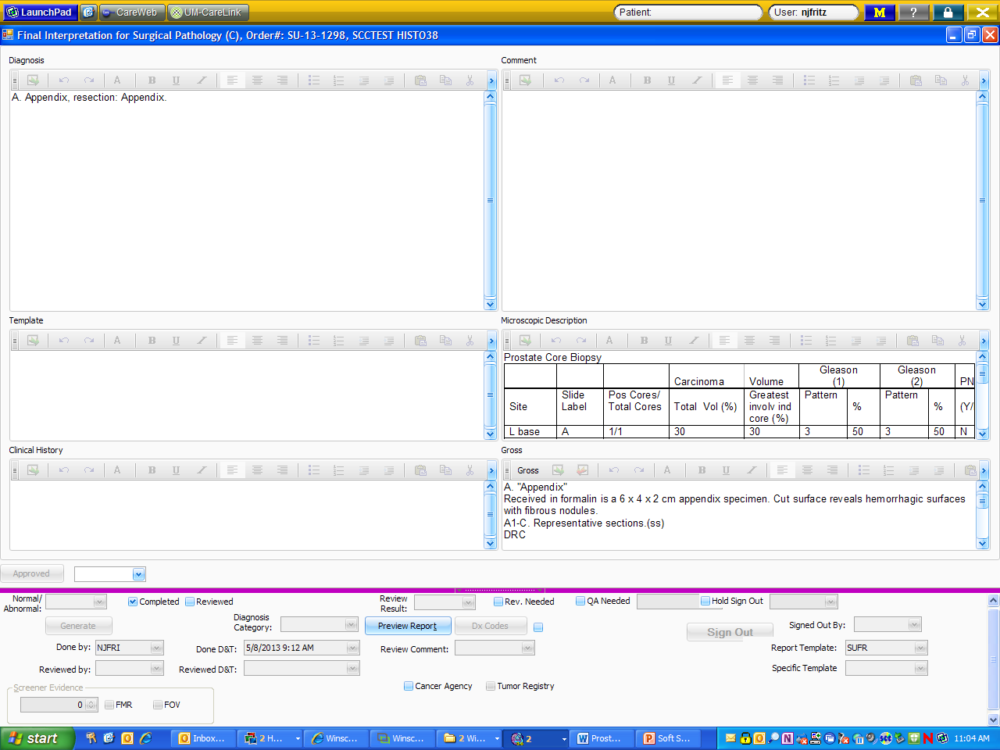 LaunchPad CareWeb UM-CareLink Patient: User: njfritz M ?
Final Interpretation for Surgical Pathology (C), Order#: SU-13-1298, SCCTEST HISTO38
Diagnosis
A. Appendix, resection: Appendix.
Comment
Template
Microscopic Description
Prostate Core Biopsy
Gleason Gleason
Carcinoma Volume (1) (2) PN
Slide Pos Cores/ Greatest Pattern Pattern
Site Label Total Cores Total Vol (%) involv ind % % (Y/
core (%)
L base A 1/1 30 30 3 50 3 50 N
Clinical History
Gross
Gross
A. "Appendix"
Received in formalin is a 6 x 4 x 2 cm appendix specimen. Cut surface reveals hemorrhagic surfaces
with fibrous nodules.
A1-C. Representative sections.(ss)
DRC
Approved
Normal/
Abnormal: Completed Reviewed Review
Result: Rev. Needed QA Needed Hold Sign Out
Generate Diagnosis
Category: Preview Report Dx Codes Sign Out Signed Out By:
Done by: NJFRI Done D&T: 5/8/2013 9:12 AM Review Comment: Report Template: SUFR
Reviewed by: Reviewed D&T: Specific Template
Cancer Agency Tumor Registry
Screener Evidence
0 FMR FOV
start Inbox... 2 H... Winsc... Winsc... 2 Wi... 2 Prost... Soft S... 11:04 AM